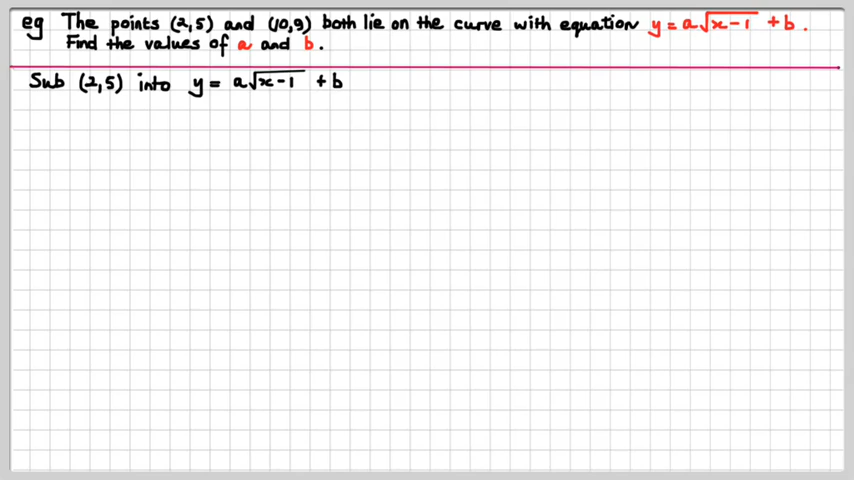 eg The points (2,5) and (10,9) both lie on the curve with equation y = a√x-1 + b.
Find the values of a and b.
Sub (2,5) into y = a√x-1 + b